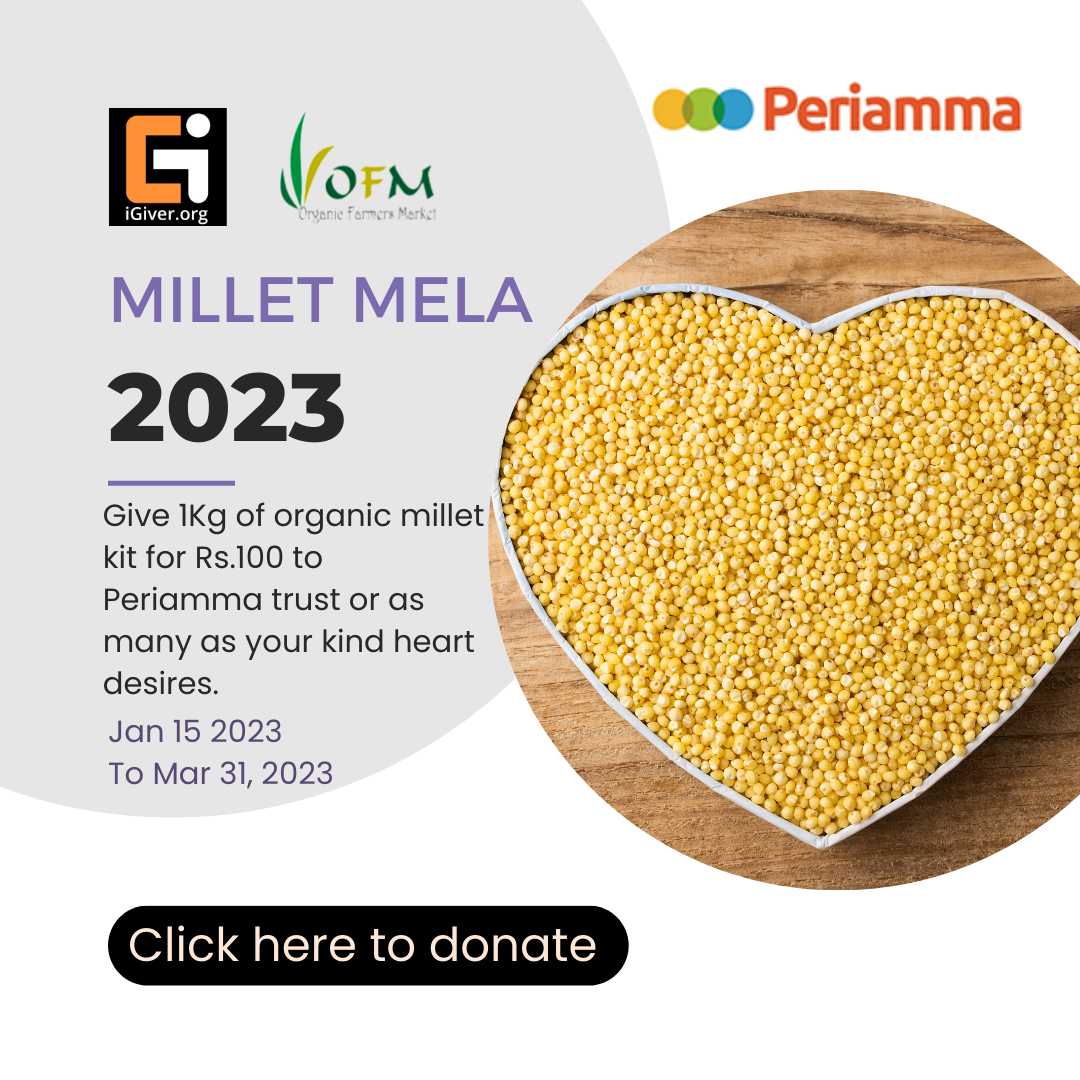 iGiver.org
OFM
Organic Farmers Market
Periamma
MILLET MELA
2023
Give 1Kg of organic millet
kit for Rs.100 to
Periamma trust or as
many as your kind heart
desires.
Jan 15 2023
To Mar 31, 2023
Click here to donate